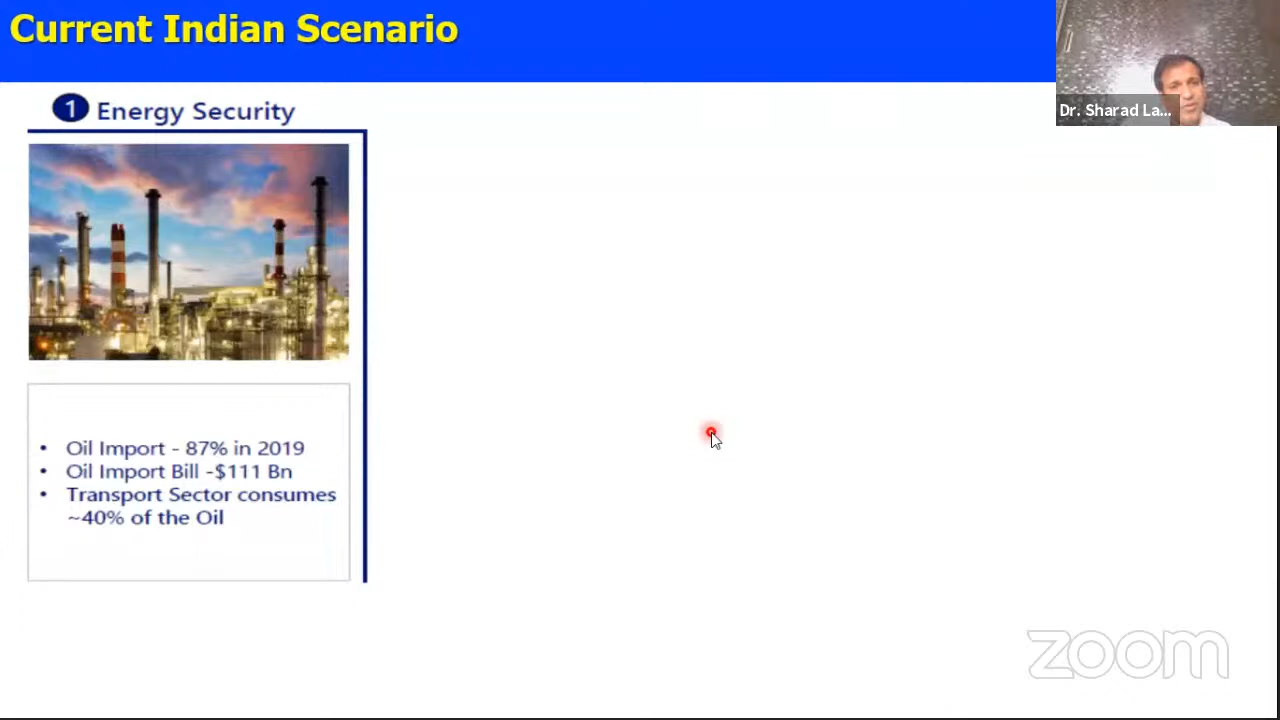 Current Indian Scenario
Dr. Sharad La...
1 Energy Security
• Oil Import - 87% in 2019
• Oil Import Bill -$111 Bn
• Transport Sector consumes
~40% of the Oil
zoom